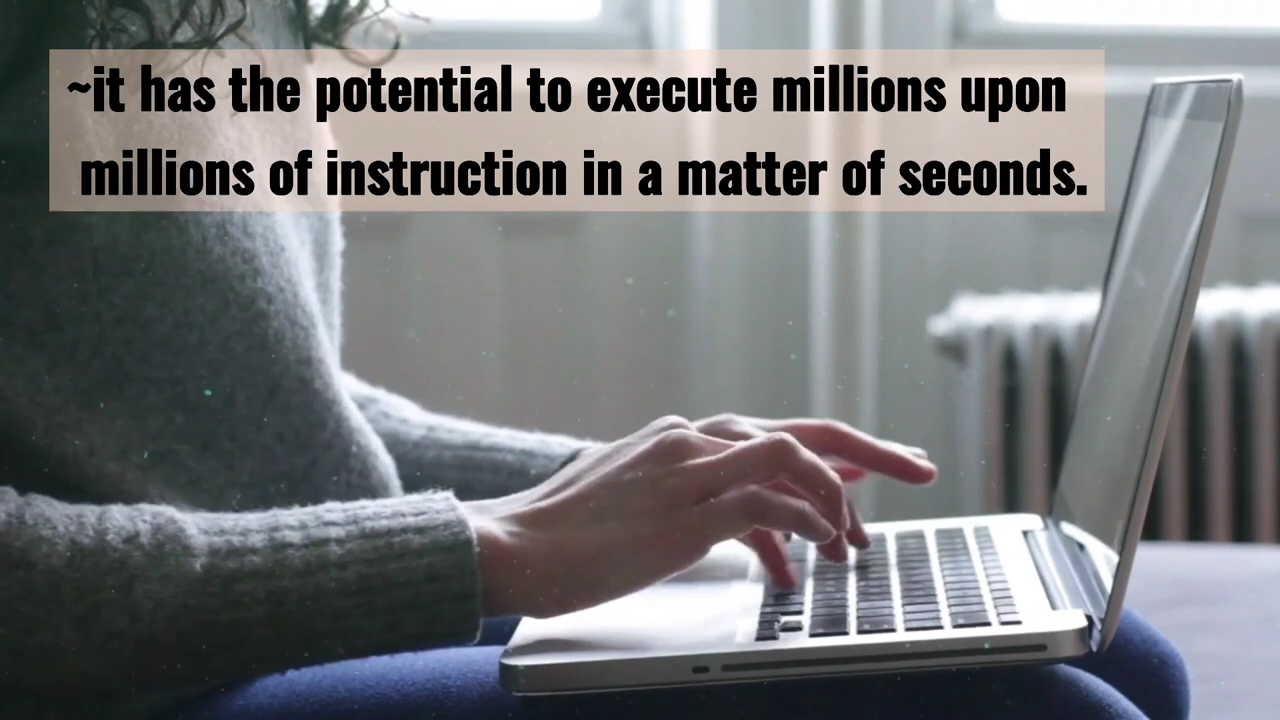 ~it has the potential to execute millions upon
millions of instruction in a matter of seconds.